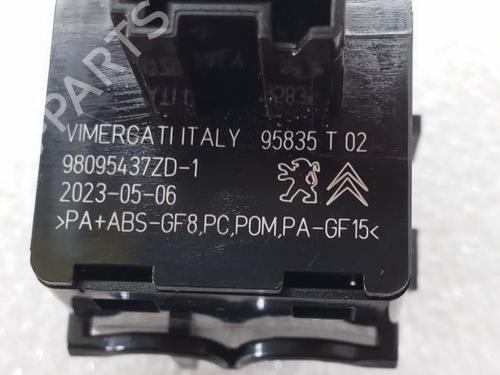 VIMERCATI ITALY 95835 T 02
98095437ZD-1
2023-05-06
>PA+ABS-GF8,PC,POM,PA-GF15<